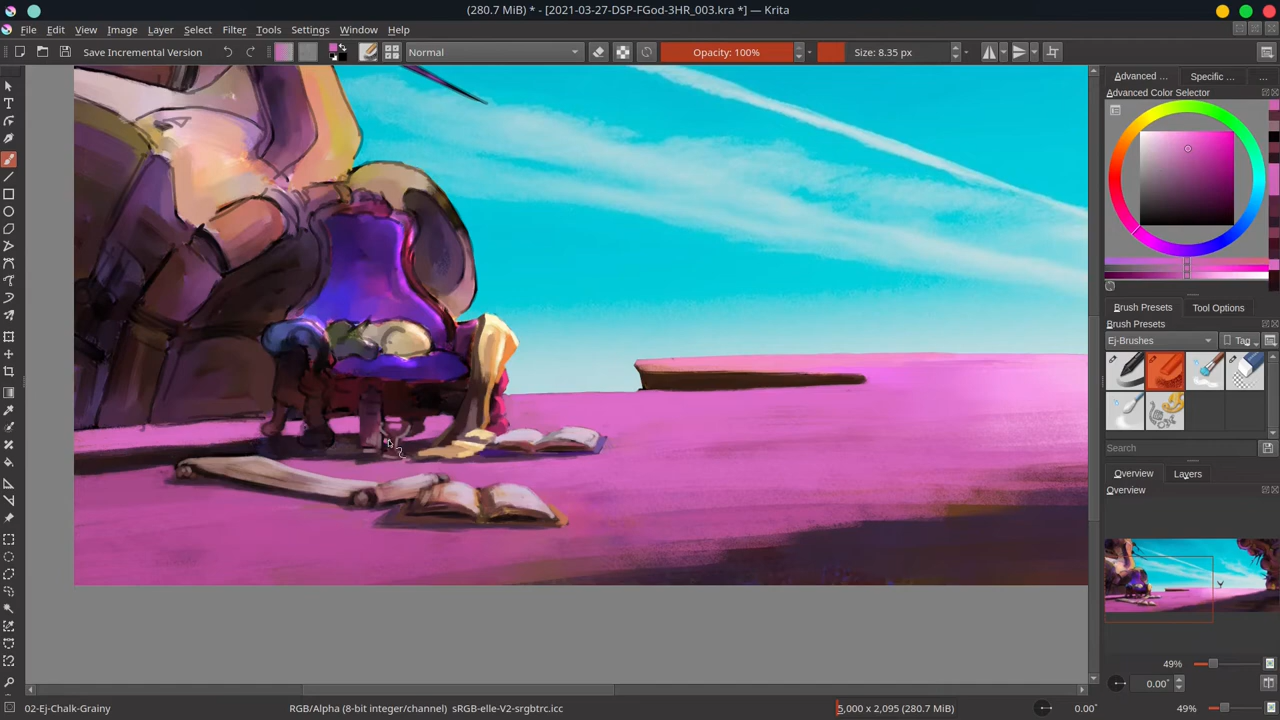 (280.7 MiB) * - [2021-03-27-DSP-FGod-3HR_003.kra *] — Krita
File Edit View Image Layer Select Filter Tools Settings Window Help
Save Incremental Version Normal Opacity: 100% Size: 8.35 px
Advanced ... Specific ... ...
Advanced Color Selector
Brush Presets Tool Options
Brush Presets
Ej-Brushes Tag
Search
Overview Layers
Overview
49%
0.00°
02-Ej-Chalk-Grainy RGB/Alpha (8-bit integer/channel) sRGB-elle-V2-srgbtrc.icc 5,000 x 2,095 (280.7 MiB) 0.00° 49%